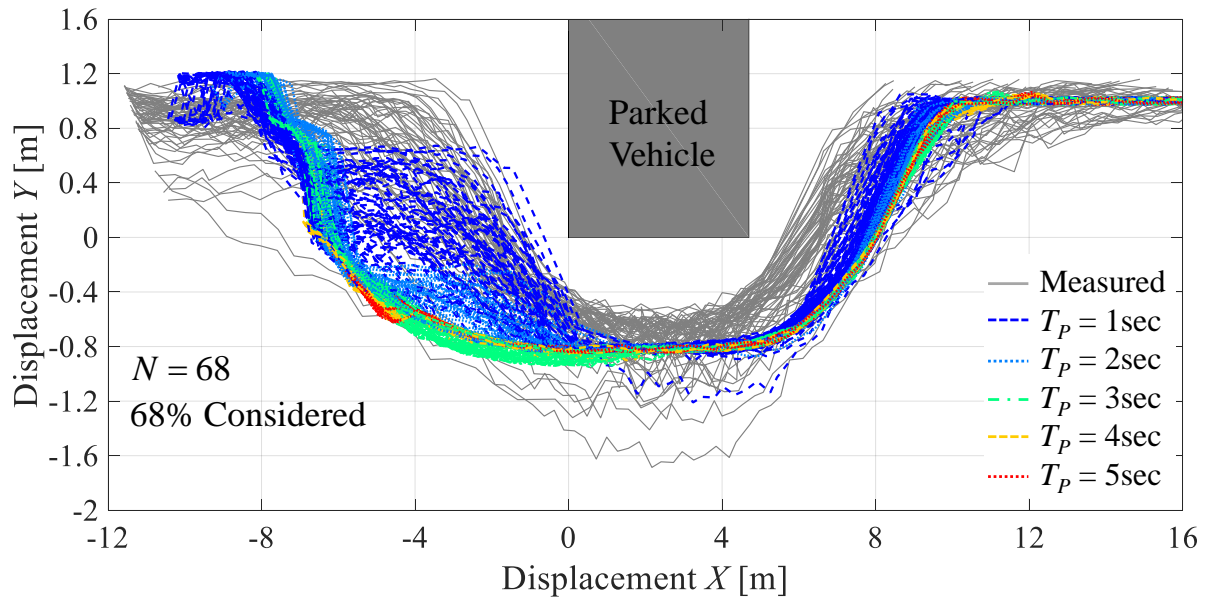 Displacement Y [m]
1.6
1.2
0.8
0.4
0
-0.4
-0.8
-1.2
-1.6
-2
Parked
Vehicle
N = 68
68% Considered
Measured
T_P = 1sec
T_P = 2sec
T_P = 3sec
T_P = 4sec
T_P = 5sec
-12 -8 -4 0 4 8 12 16
Displacement X [m]